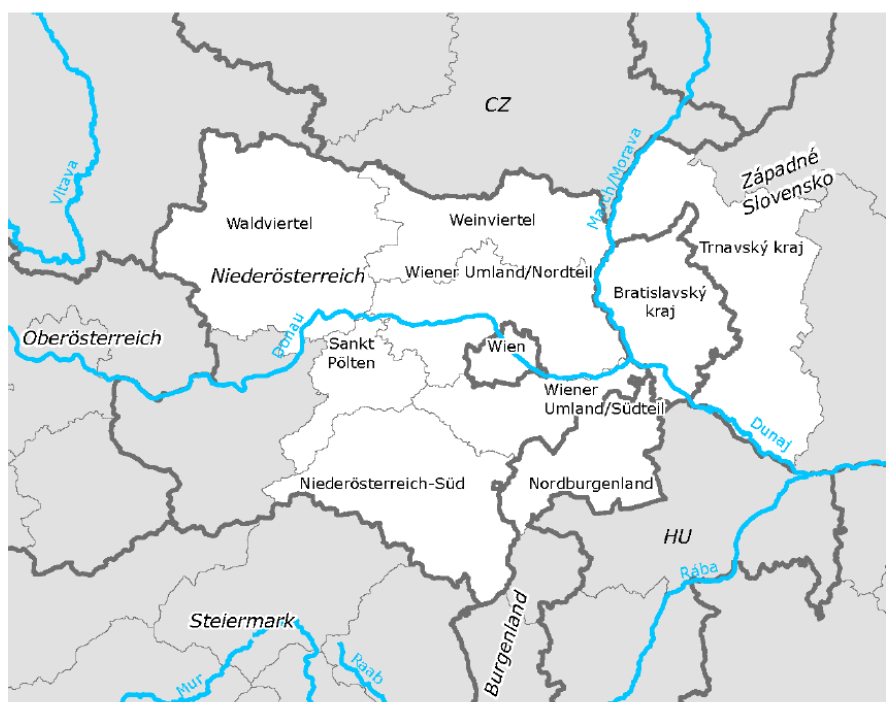 CZ
Vltava
March/Morava
Západné
Slovensko
Waldviertel
Weinviertel
Trnavský kraj
Niederösterreich
Wiener Umland/Nordteil
Bratislavský
kraj
Oberösterreich
Donau
Sankt
Pölten
Wien
Wiener
Umland/Südteil
Dunaj
Niederösterreich-Süd
Nordburgenland
HU
Rába
Steiermark
Burgenland
Raab
Mur